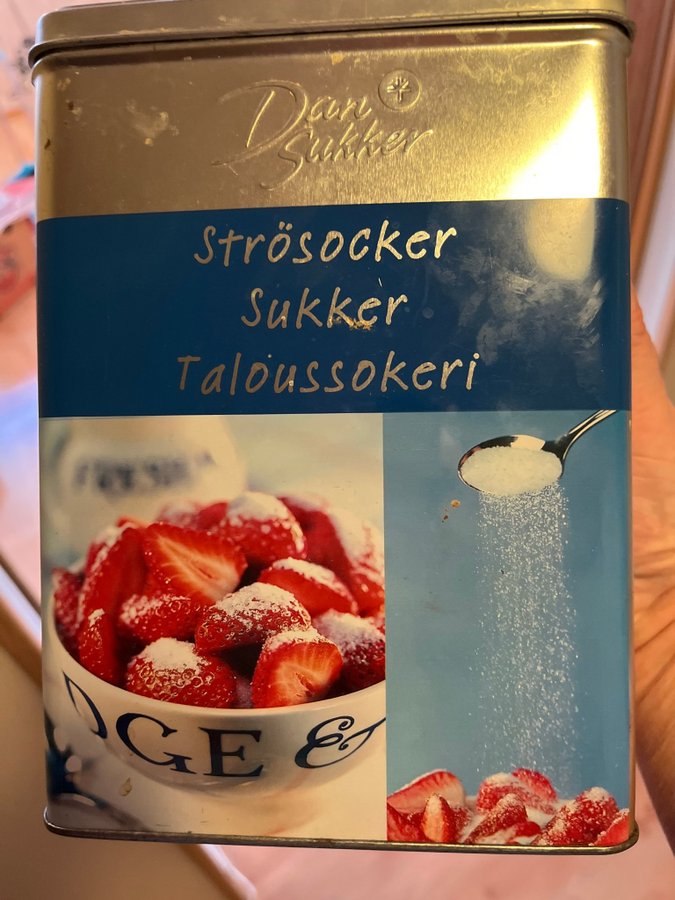 Dan
Sukker
Strösocker
Sukker
Taloussokeri
DGE &